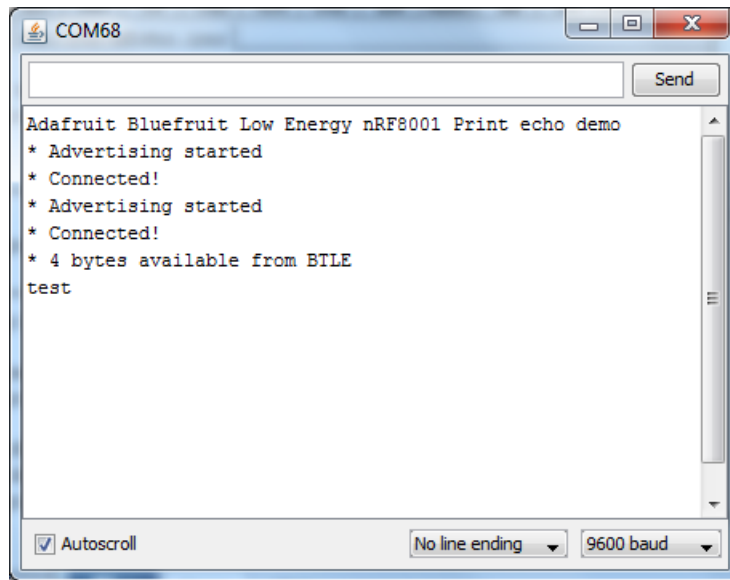 COM68
Send
Adafruit Bluefruit Low Energy nRF8001 Print echo demo
* Advertising started
* Connected!
* Advertising started
* Connected!
* 4 bytes available from BTLE
test
Autoscroll
No line ending
9600 baud